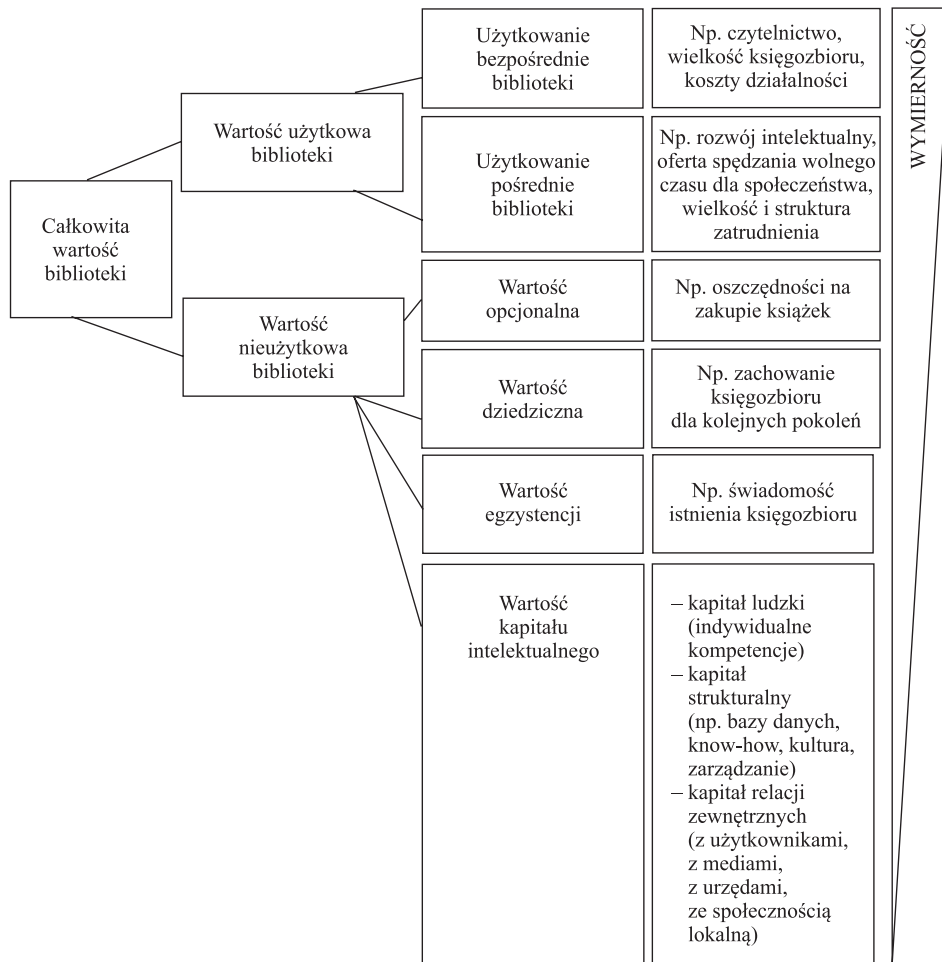 Całkowita
wartość
biblioteki
Wartość użytkowa
biblioteki
Wartość
nieużytkowa
biblioteki
Użytkowanie
bezpośrednie
biblioteki
Np. czytelnictwo,
wielkość księgozbioru,
koszty działalności
Użytkowanie
pośrednie
biblioteki
Np. rozwój intelektualny,
oferta spędzania wolnego
czasu dla społeczeństwa,
wielkość i struktura
zatrudnienia
Wartość
opcjonalna
Np. oszczędności na
zakupie książek
Wartość
dziedziczna
Np. zachowanie
księgozbioru
dla kolejnych pokoleń
Wartość
egzystencji
Np. świadomość
istnienia księgozbioru
Wartość
kapitału
intelektualnego
– kapitał ludzki
(indywidualne
kompetencje)
– kapitał
strukturalny
(np. bazy danych,
know-how, kultura,
zarządzanie)
– kapitał relacji
zewnętrznych
(z użytkownikami,
z mediami,
z urzędami,
ze społecznością
lokalną)
WYMIERNOŚĆ